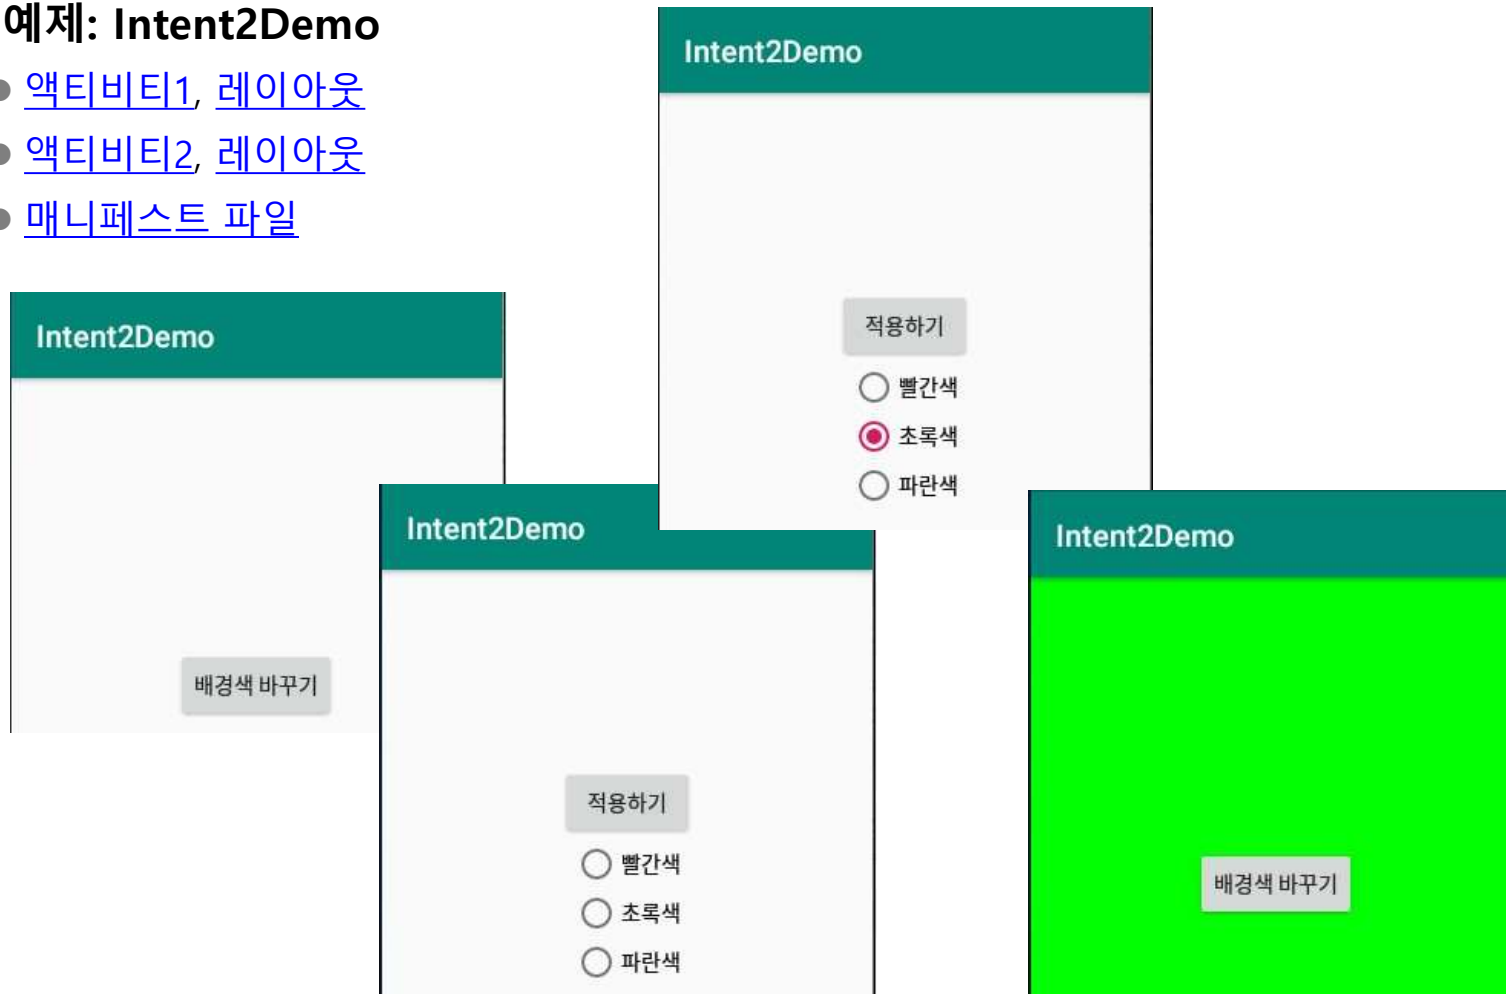 예제: Intent2Demo
액티비티1, 레이아웃
액티비티2, 레이아웃
매니페스트 파일
Intent2Demo
배경색 바꾸기
Intent2Demo
적용하기
빨간색
초록색
파란색
Intent2Demo
적용하기
빨간색
초록색
파란색
Intent2Demo
배경색 바꾸기